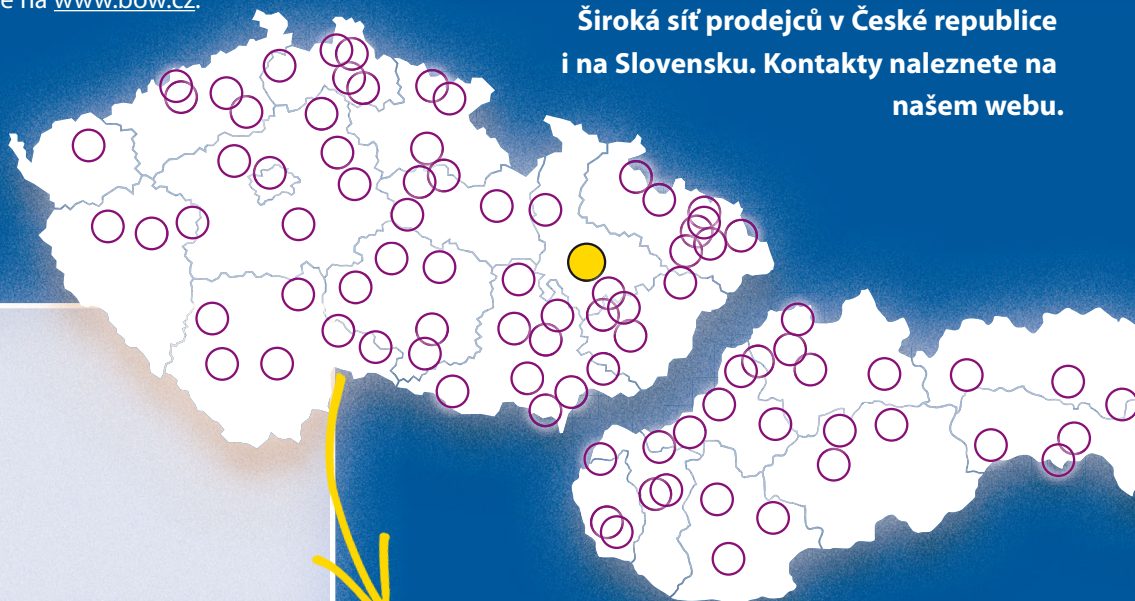 e na www.bow.cz.
Široká síť prodejců v České republice
i na Slovensku. Kontakty naleznete na
našem webu.